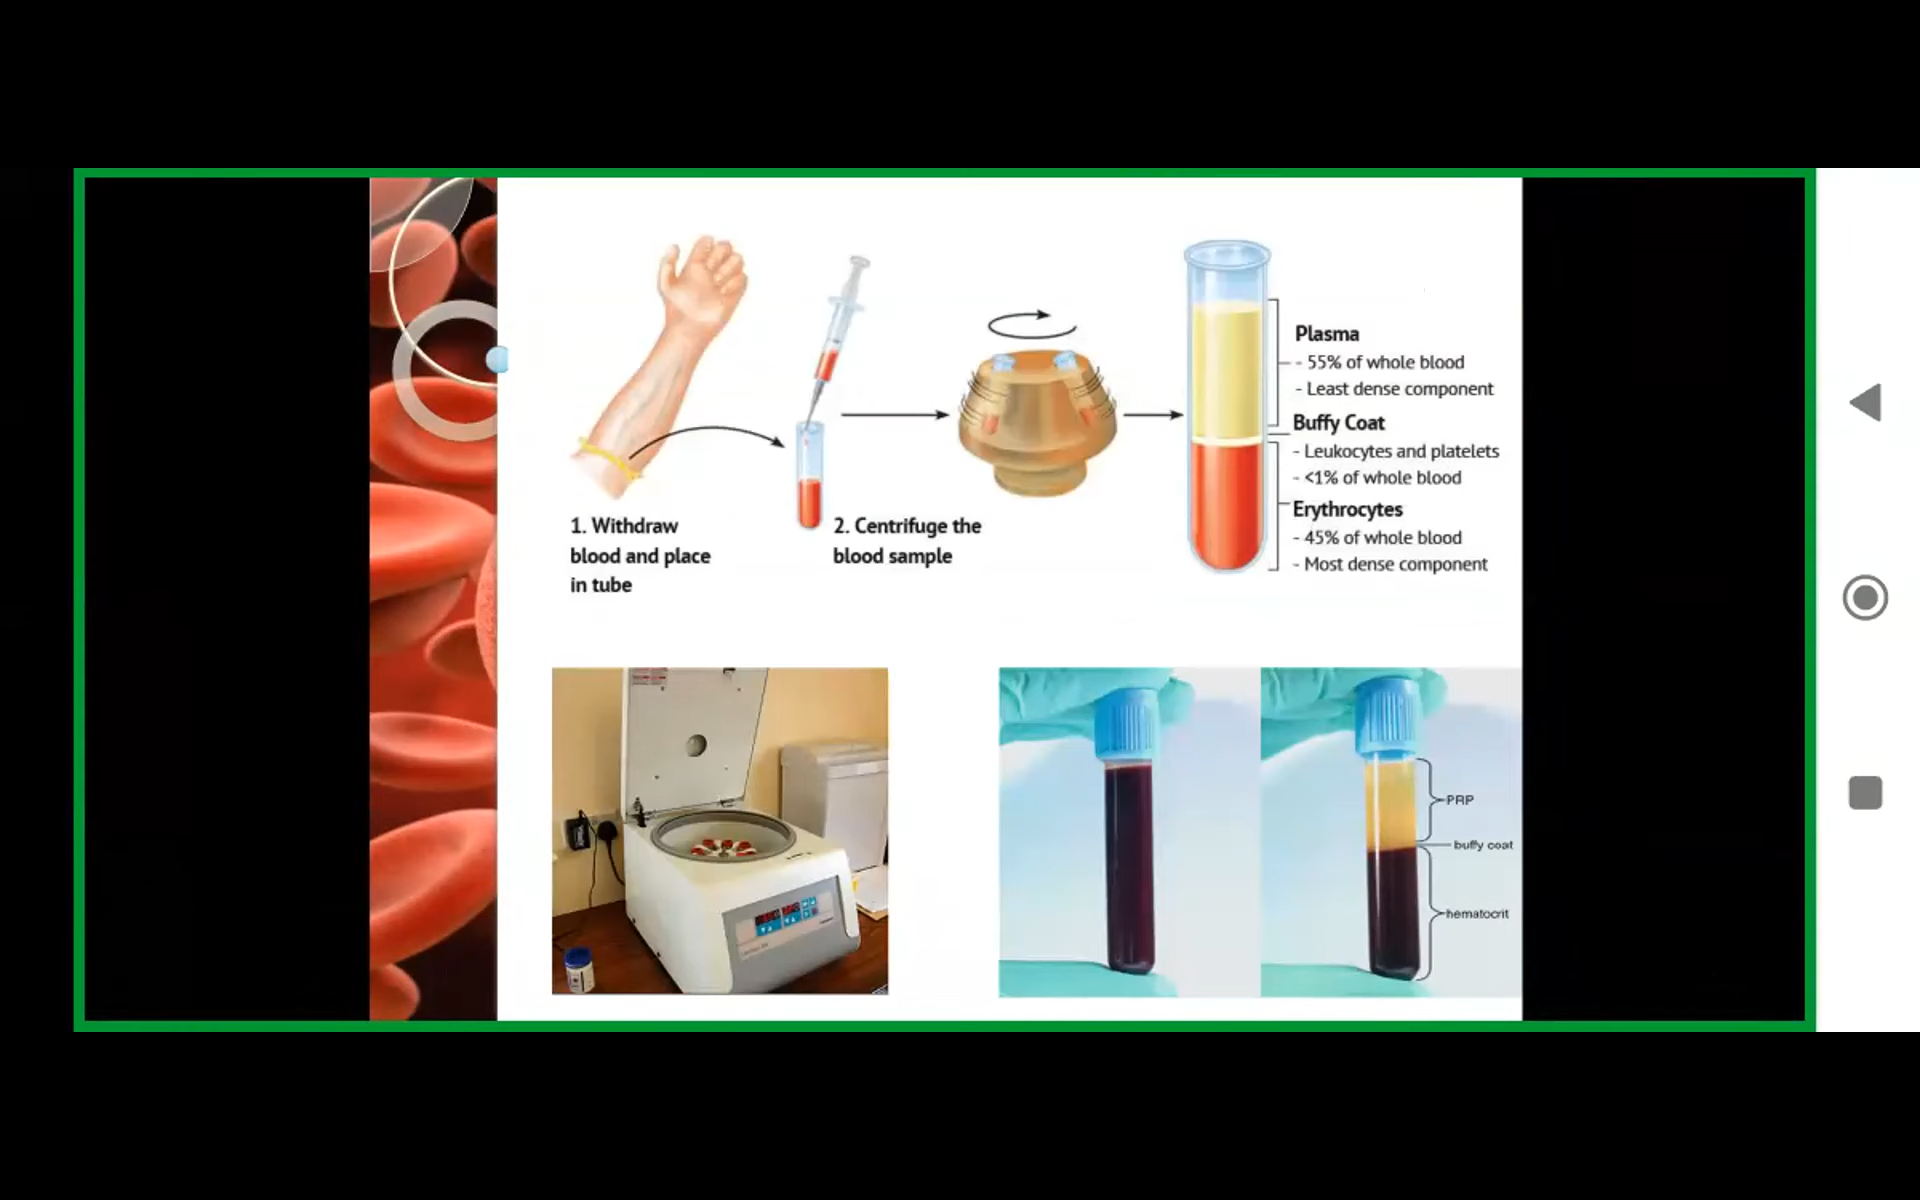 Plasma
- 55% of whole blood
- Least dense component
Buffy Coat
- Leukocytes and platelets
- <1% of whole blood
Erythrocytes
- 45% of whole blood
- Most dense component
1. Withdraw
blood and place
in tube
2. Centrifuge the
blood sample
PRP
buffy coat
hematocrit